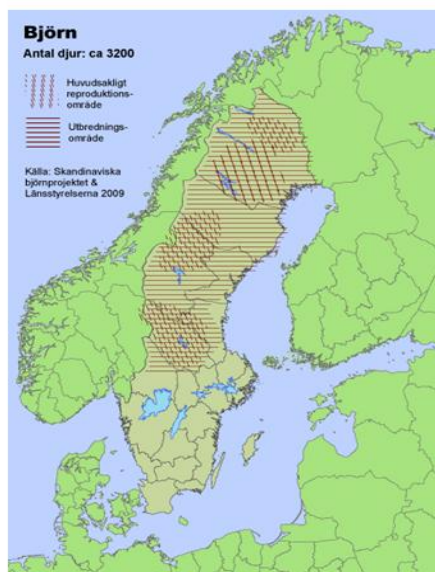 Björn
Antal djur: ca 3200
Huvudsakligt
reproduktions-
område
Utbrednings-
område
Källa: Skandinaviska
björnprojektet &
Länsstyrelserna 2009